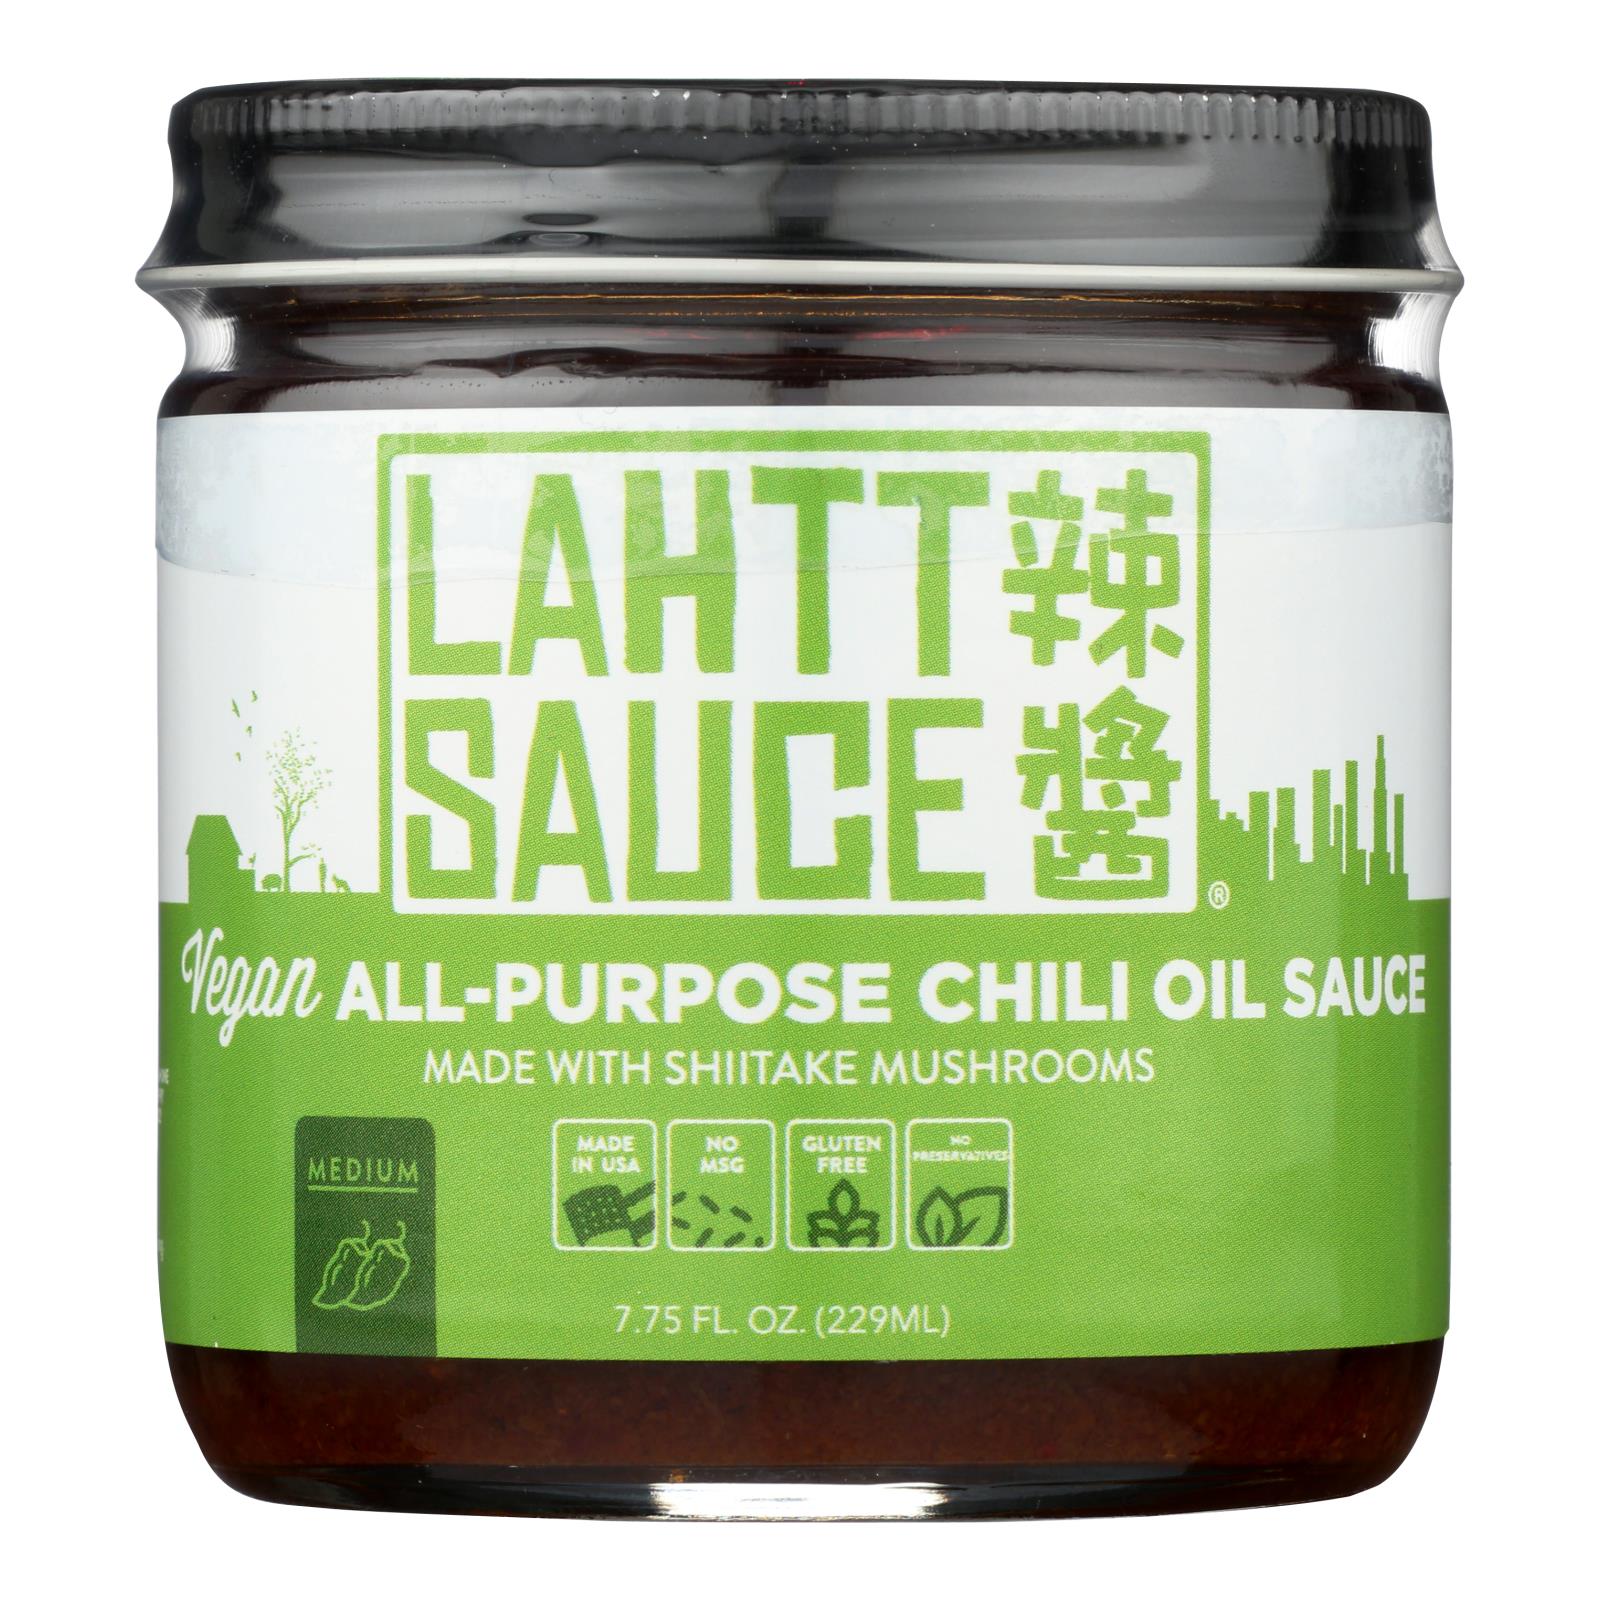 LAHTT 辣
SAUCE 醬
®
Vegan ALL-PURPOSE CHILI OIL SAUCE
MADE WITH SHIITAKE MUSHROOMS
MEDIUM
MADE
IN USA
NO
MSG
GLUTEN
FREE
NO
PRESERVATIVES
7.75 FL. OZ. (229ML)